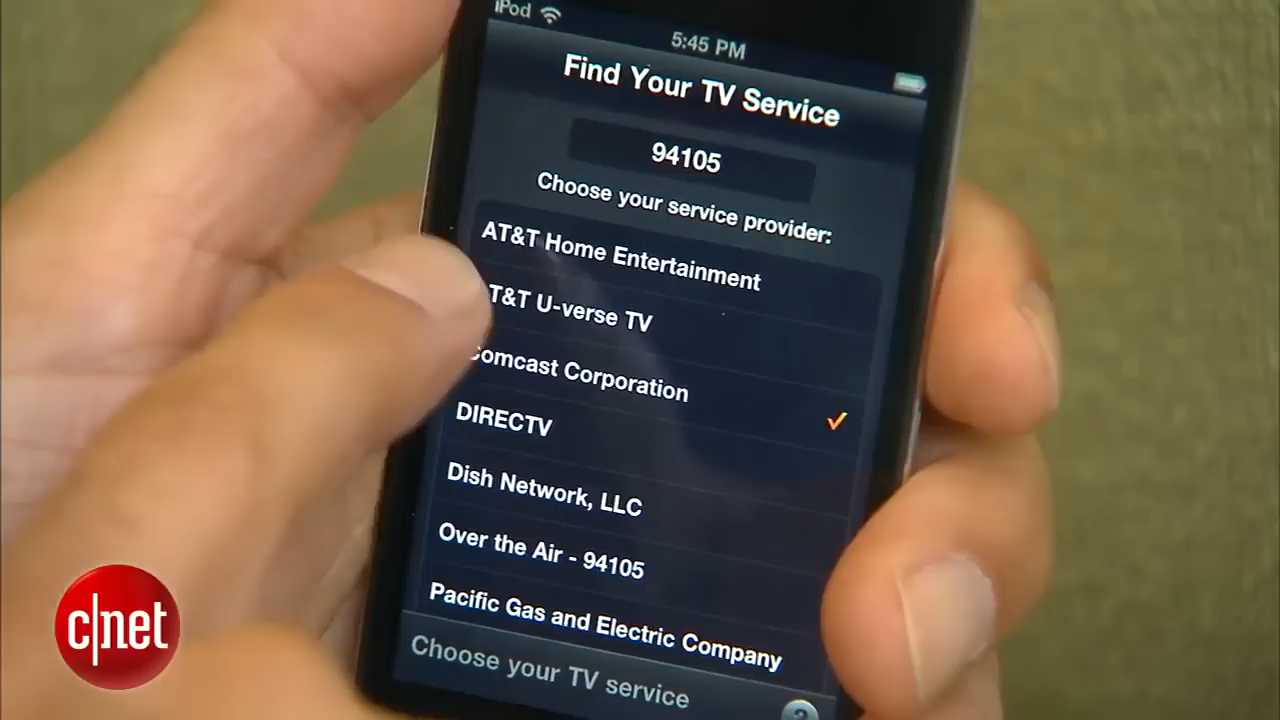 iPod
5:45 PM
Find Your TV Service
94105
Choose your service provider:
AT&T Home Entertainment
T&T U-verse TV
omcast Corporation
DIRECTV
Dish Network, LLC
Over the Air - 94105
Pacific Gas and Electric Company
Choose your TV service
?
c|net